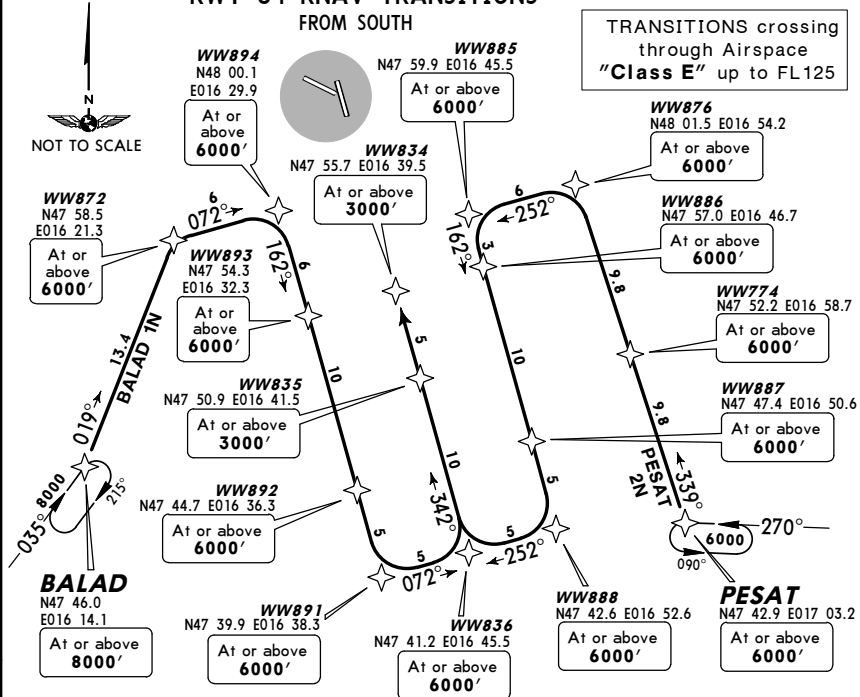 RWY 34 RNAV TRANSITIONS
FROM SOUTH
TRANSITIONS crossing
through Airspace
"Class E" up to FL125
N
NOT TO SCALE
WW894
N48 00.1
E016 29.9
At or
above
6000'
WW885
N47 59.9 E016 45.5
At or above
6000'
WW876
N48 01.5 E016 54.2
At or above
6000'
WW834
N47 55.7 E016 39.5
At or above
3000'
WW872
N47 58.5
E016 21.3
At or
above
6000'
WW893
N47 54.3
E016 32.3
At or
above
6000'
WW886
N47 57.0 E016 46.7
At or above
6000'
WW774
N47 52.2 E016 58.7
At or above
6000'
WW835
N47 50.9 E016 41.5
At or above
3000'
WW887
N47 47.4 E016 50.6
At or above
6000'
WW892
N47 44.7 E016 36.3
At or above
6000'
BALAD
N47 46.0
E016 14.1
At or above
8000'
WW891
N47 39.9 E016 38.3
At or above
6000'
WW836
N47 41.2 E016 45.5
At or above
6000'
WW888
N47 42.6 E016 52.6
At or above
6000'
PESAT
N47 42.9 E017 03.2
At or above
6000'
035°
8000
215°
019°
13.4
BALAD 1N
6
072°
162°
6
10
5
5
072°
342°
10
5
6
252°
162°
3
10
5
5
252°
9.8
9.8
PESAT
2N
339°
270°
6000
090°